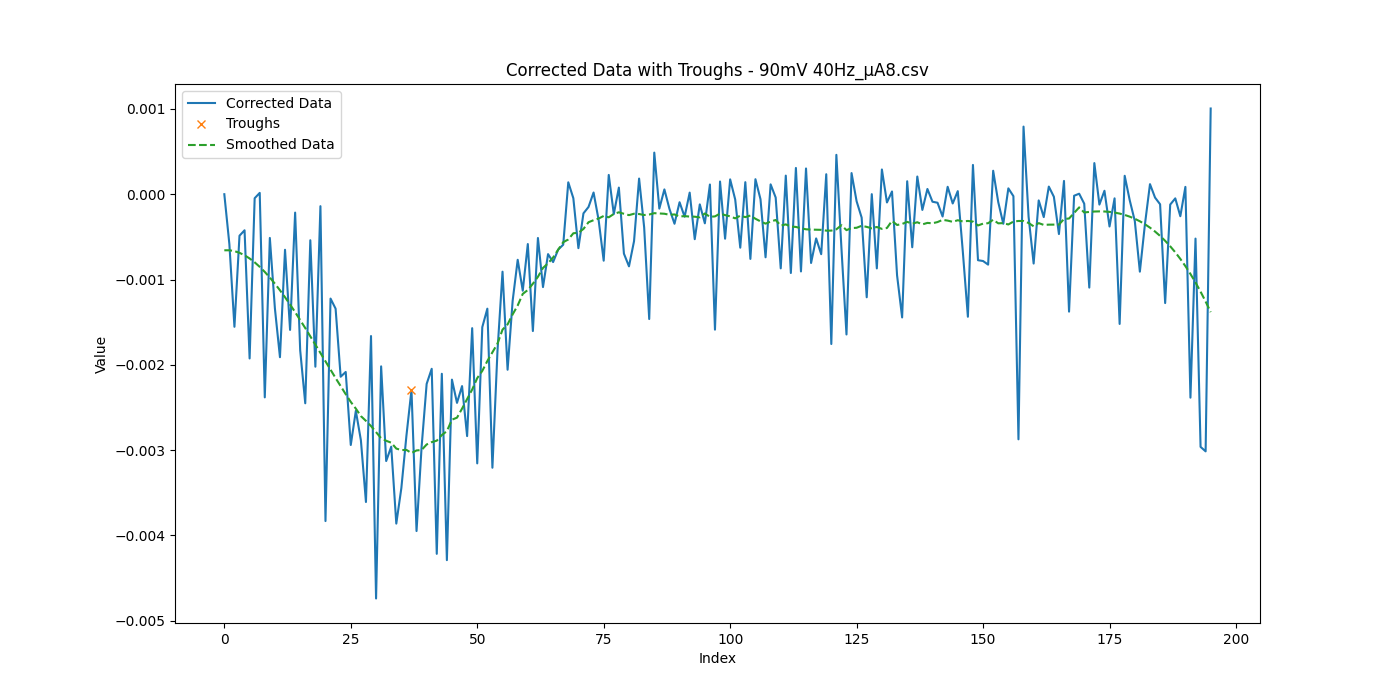 Corrected Data with Troughs - 90mV 40Hz_μA8.csv
Corrected Data
Troughs
Smoothed Data
0.001
0.000
−0.001
−0.002
−0.003
−0.004
−0.005
Value
0 25 50 75 100 125 150 175 200
Index